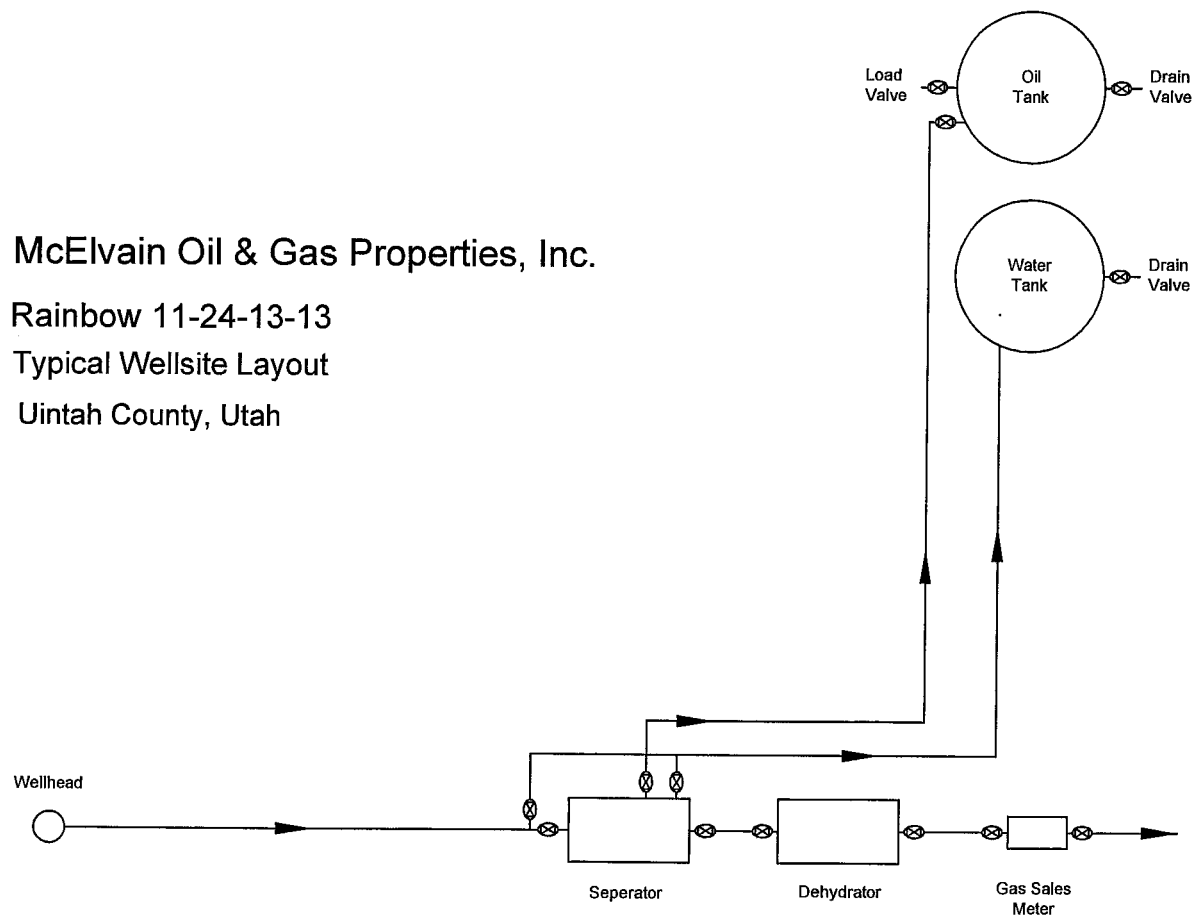 Load
Valve
Oil
Tank
Drain
Valve
McElvain Oil & Gas Properties, Inc.
Rainbow 11-24-13-13
Typical Wellsite Layout
Uintah County, Utah
Water
Tank
Drain
Valve
Wellhead
Seperator
Dehydrator
Gas Sales
Meter